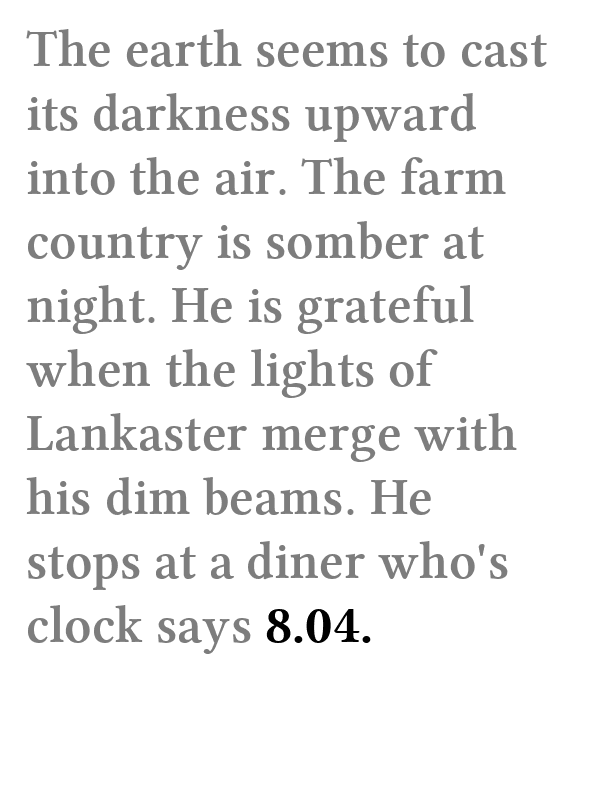 The earth seems to cast
its darkness upward
into the air. The farm
country is somber at
night. He is grateful
when the lights of
Lankaster merge with
his dim beams. He
stops at a diner who's
clock says 8.04.